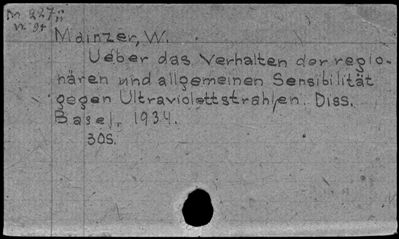 Mainzer, W.
Ueber das Verhalten der regio-
nären und allgemeinen Sensibilität
gegen Ultraviolettstrahlen. Diss.
Basel, 1934.
30S.